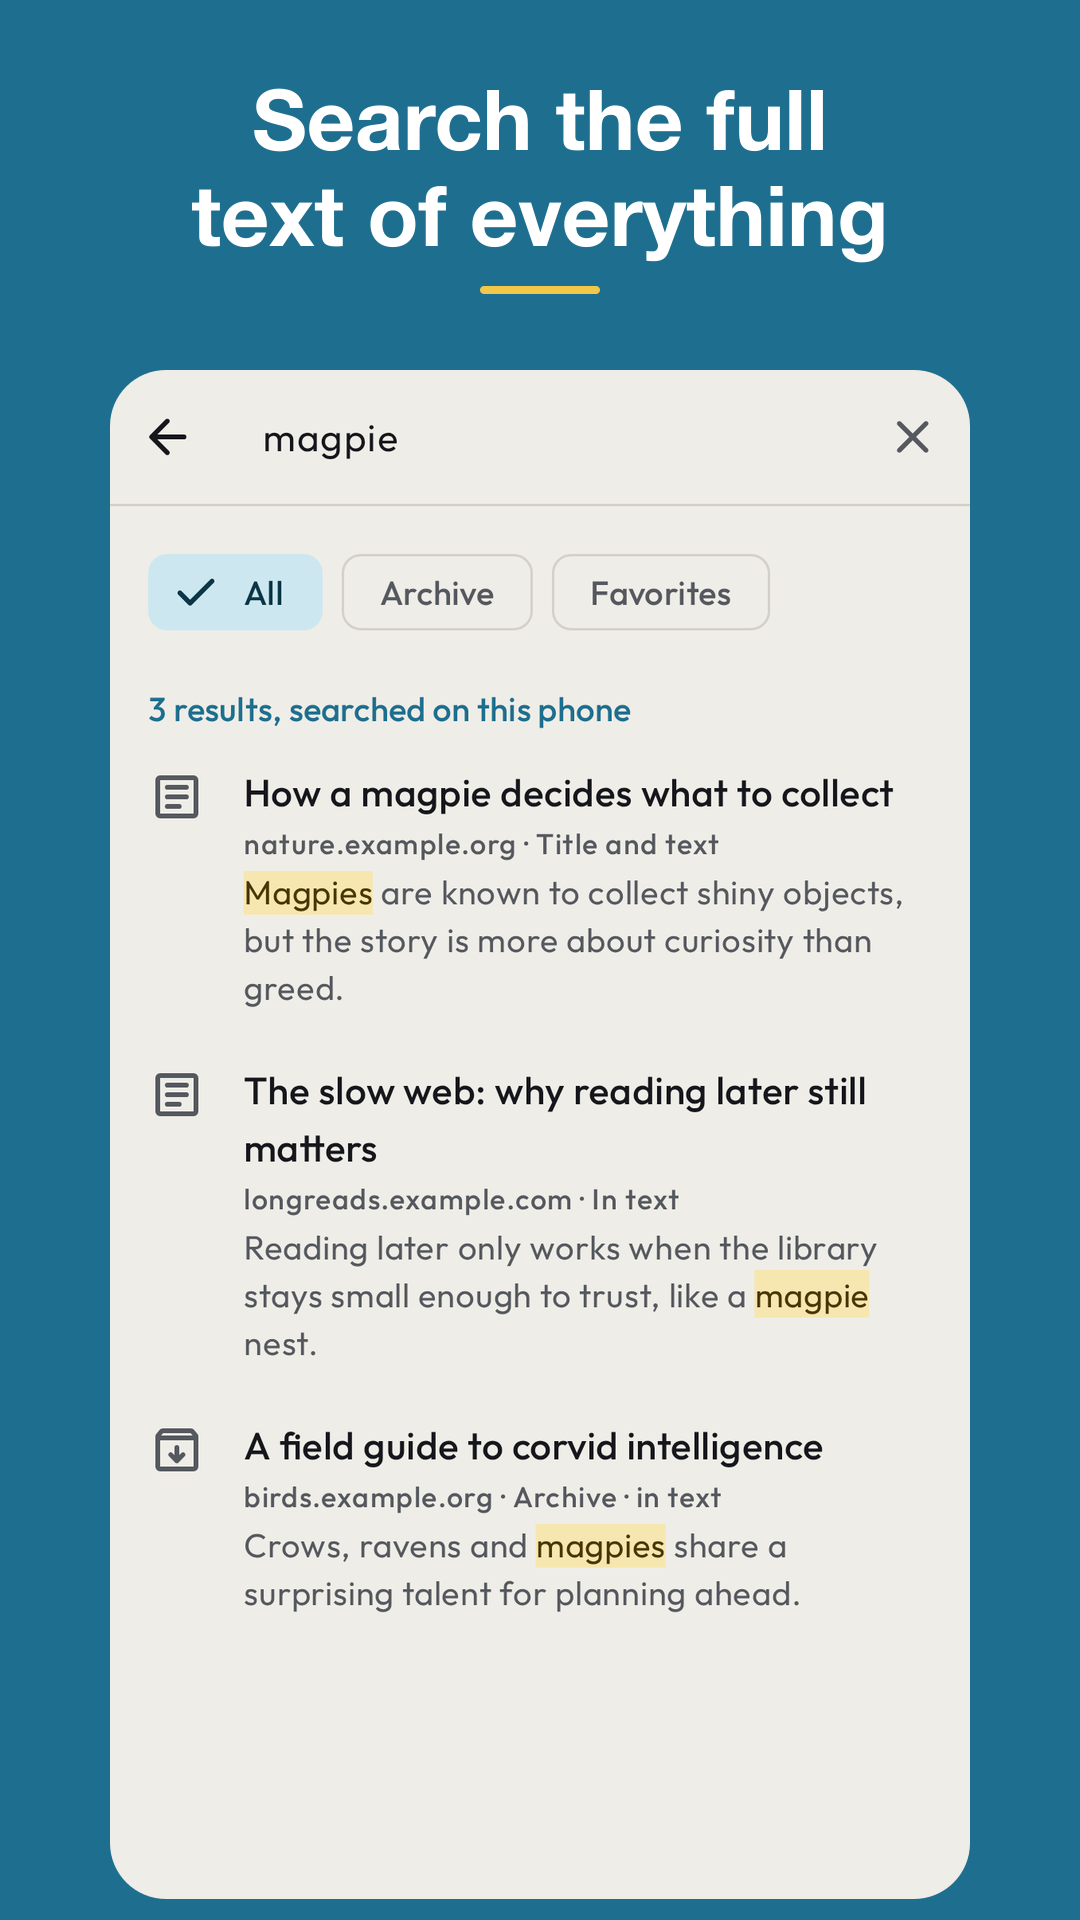 Search the full
text of everything
magpie
All
Archive
Favorites
3 results, searched on this phone
How a magpie decides what to collect
nature.example.org · Title and text
Magpies are known to collect shiny objects,
but the story is more about curiosity than
greed.
The slow web: why reading later still
matters
longreads.example.com · In text
Reading later only works when the library
stays small enough to trust, like a magpie
nest.
A field guide to corvid intelligence
birds.example.org · Archive · in text
Crows, ravens and magpies share a
surprising talent for planning ahead.